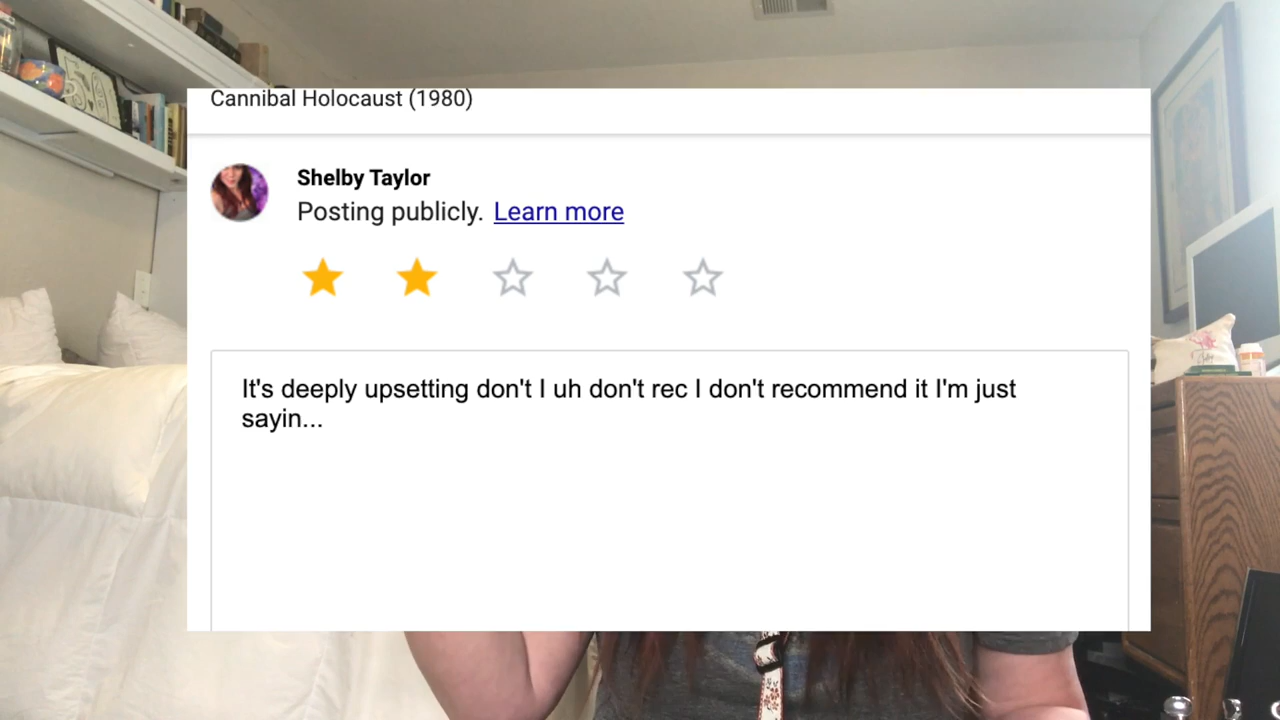 Cannibal Holocaust (1980)
Shelby Taylor
Posting publicly. Learn more
It's deeply upsetting don't I uh don't rec I don't recommend it I'm just
sayin...